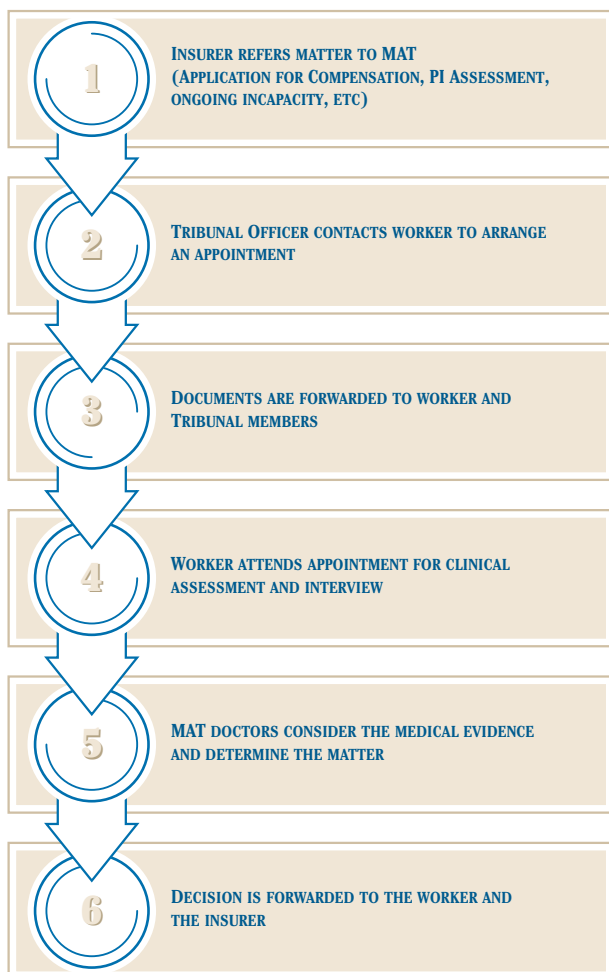 1
INSURER REFERS MATTER TO MAT
(APPLICATION FOR COMPENSATION, PI ASSESSMENT,
ONGOING INCAPACITY, ETC)
2
TRIBUNAL OFFICER CONTACTS WORKER TO ARRANGE
AN APPOINTMENT
3
DOCUMENTS ARE FORWARDED TO WORKER AND
TRIBUNAL MEMBERS
4
WORKER ATTENDS APPOINTMENT FOR CLINICAL
ASSESSMENT AND INTERVIEW
5
MAT DOCTORS CONSIDER THE MEDICAL EVIDENCE
AND DETERMINE THE MATTER
6
DECISION IS FORWARDED TO THE WORKER AND
THE INSURER